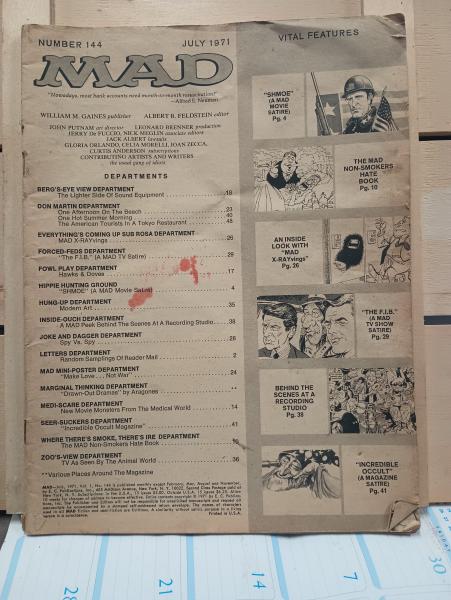 NUMBER 144
JULY 1971
MAD
"Nowadays, most bank accounts need month-to-mouth resuscitation!"
—Alfred E. Neuman
WILLIAM M. GAINES publisher ALBERT B. FELDSTEIN editor
JOHN PUTNAM art director LEONARD BRENNER production
JERRY DE FUCCIO, NICK MEGLIN associate editors
JACK ALBERT lawsuits
GLORIA ORLANDO, CELIA MORELLI, JOAN ZECCA,
CURTIS ANDERSON subscriptions
CONTRIBUTING ARTISTS AND WRITERS
the usual gang of idiots
DEPARTMENTS
BERG'S-EYE VIEW DEPARTMENT
The Lighter Side Of Sound Equipment 18
DON MARTIN DEPARTMENT
One Afternoon On The Beach 23
One Hot Summer Morning 40
The American Tourists In A Tokyo Restaurant 48
EVERYTHING'S COMING UP SUB ROSA DEPARTMENT
MAD X-RAYvings 26
FORCED-FEDS DEPARTMENT
"The F.I.B." (A MAD TV Satire) 29
FOWL PLAY DEPARTMENT
Hawks & Doves 17
HIPPIE HUNTING GROUND
"SHMOE" (A MAD Movie Satire) 4
HUNG-UP DEPARTMENT
Modern Art 35
INSIDE-OUCH DEPARTMENT
A MAD Peek Behind The Scenes At A Recording Studio 38
JOKE AND DAGGER DEPARTMENT
Spy Vs. Spy 28
LETTERS DEPARTMENT
Random Samplings Of Reader Mail 2
MAD MINI-POSTER DEPARTMENT
"Make Love... Not War" 24
MARGINAL THINKING DEPARTMENT
"Drawn-Out Dramas" by Aragones **
MEDI-SCARE DEPARTMENT
New Movie Monsters From The Medical World 14
SEER-SUCKERS DEPARTMENT
"Incredible Occult Magazine" 41
WHERE THERE'S SMOKE, THERE'S IRE DEPARTMENT
The MAD Non-Smokers Hate Book 10
ZOO'S-VIEW DEPARTMENT
TV As Seen By The Animal World 36
**Various Places Around The Magazine
Printed in U.S.A.
VITAL FEATURES
"SHMOE"
(A MAD
MOVIE
SATIRE)
Pg. 4
THE MAD
NON-SMOKERS
HATE
BOOK
Pg. 10
AN INSIDE
LOOK WITH
"MAD
X-RAYvings"
Pg. 26
"THE F.I.B."
(A MAD
TV SHOW
SATIRE)
Pg. 29
BEHIND
THE
SCENES AT A
RECORDING
STUDIO
Pg. 38
"INCREDIBLE
OCCULT"
(A MAGAZINE
SATIRE)
Pg. 41
28
21
14
7
30
FRIDAY